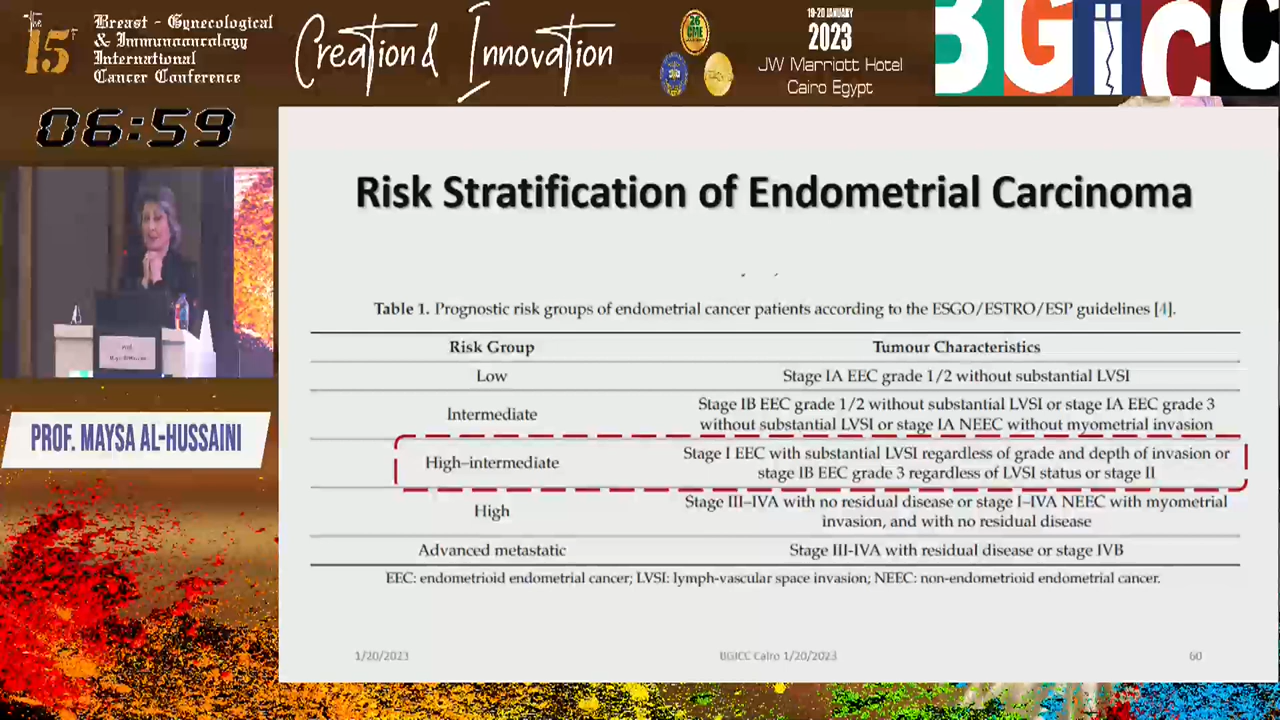 The
15th
Breast - Gynecological
& Immunooncology
International
Cancer Conference
Creation & Innovation
26
CME
18-20 JANUARY
2023
JW Marriott Hotel
Cairo Egypt
BGICC
06:59
PROF. MAYSA AL-HUSSAINI
Risk Stratification of Endometrial Carcinoma
Table 1. Prognostic risk groups of endometrial cancer patients according to the ESGO/ESTRO/ESP guidelines [4].
Risk Group Tumour Characteristics
Low Stage IA EEC grade 1/2 without substantial LVSI
Intermediate Stage IB EEC grade 1/2 without substantial LVSI or stage IA EEC grade 3
without substantial LVSI or stage IA NEEC without myometrial invasion
High–intermediate Stage I EEC with substantial LVSI regardless of grade and depth of invasion or
stage IB EEC grade 3 regardless of LVSI status or stage II
High Stage III–IVA with no residual disease or stage I–IVA NEEC with myometrial
invasion, and with no residual disease
Advanced metastatic Stage III-IVA with residual disease or stage IVB
EEC: endometrioid endometrial cancer; LVSI: lymph-vascular space invasion; NEEC: non-endometrioid endometrial cancer.
1/20/2023 BGICC Cairo 1/20/2023 60